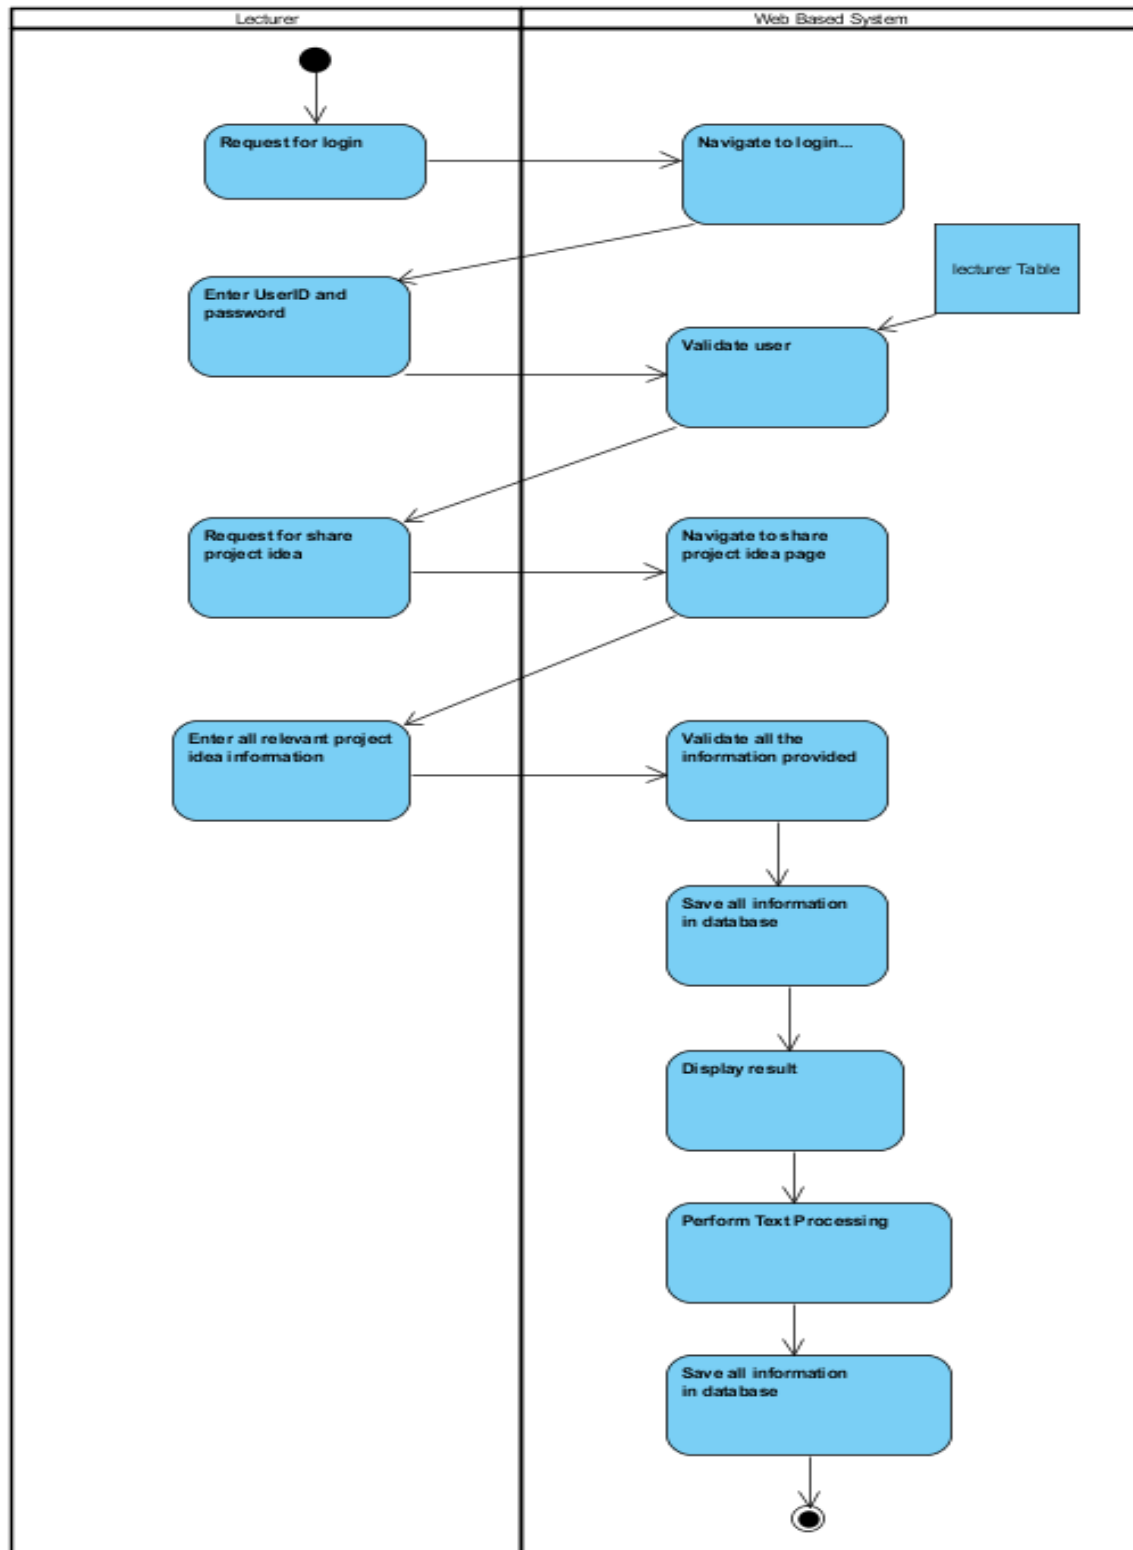 Lecturer
Web Based System
Request for login
Navigate to login...
lecturer Table
Enter UserID and
password
Validate user
Request for share
project idea
Navigate to share
project idea page
Enter all relevant project
idea information
Validate all the
information provided
Save all information
in database
Display result
Perform Text Processing
Save all information
in database